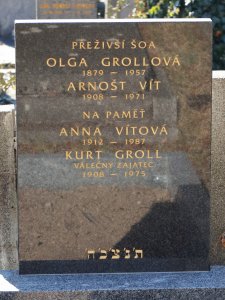 PŘEŽIVŠÍ ŠOA
OLGA GROLLOVÁ
1879 – 1957
ARNOŠT VÍT
1908 – 1971
NA PAMĚŤ
ANNA VÍTOVÁ
1912 – 1987
KURT GROLL
VÁLEČNÝ ZAJATEC
1908 – 1975
תנצבה